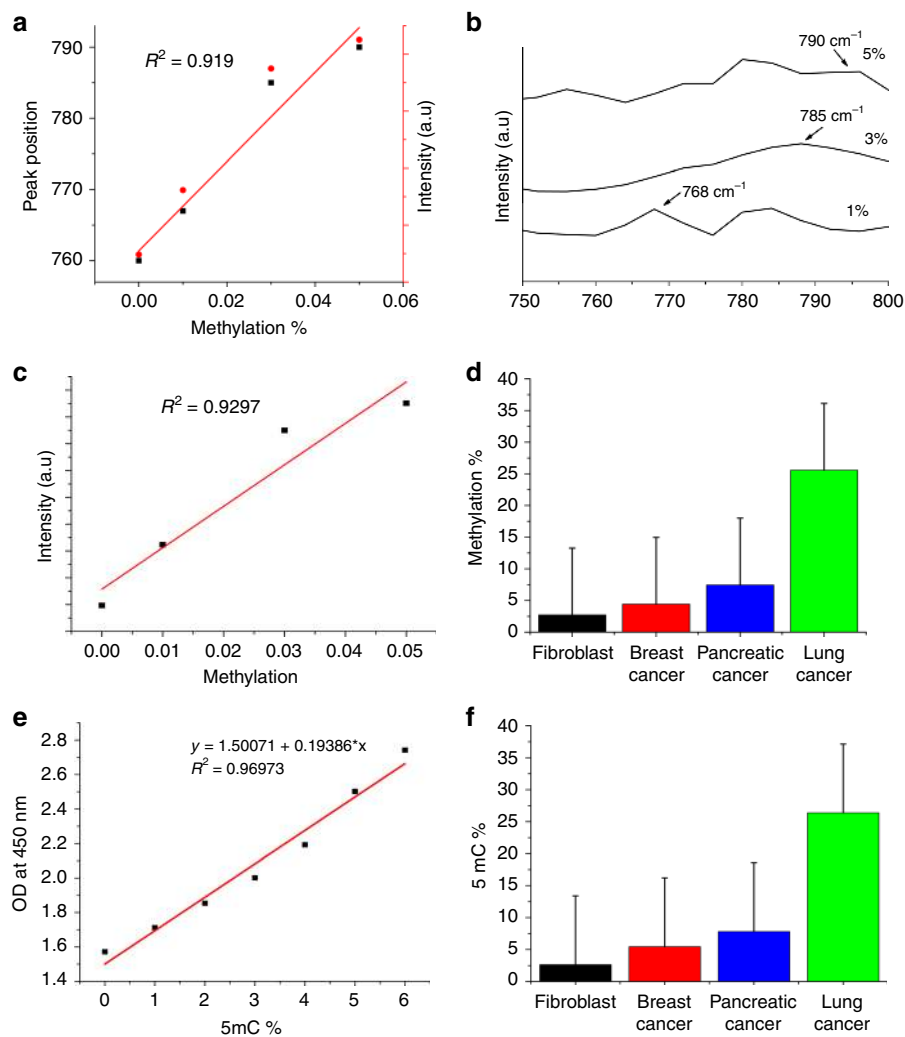 a
R² = 0.919
Peak position
790
780
770
760
0.00 0.02 0.04 0.06
Methylation %
Intensity (a.u)
b
Intensity (a.u)
790 cm⁻¹
5%
785 cm⁻¹
3%
768 cm⁻¹
1%
750 760 770 780 790 800
c
R² = 0.9297
Intensity (a.u)
0.00 0.01 0.02 0.03 0.04 0.05
Methylation
d
Methylation %
40
35
30
25
20
15
10
5
0
Fibroblast Breast cancer Pancreatic cancer Lung cancer
e
y = 1.50071 + 0.19386*x
R² = 0.96973
OD at 450 nm
2.8
2.6
2.2
2.0
1.8
1.6
1.4
0 1 2 3 4 5 6
5mC %
f
5 mC %
40
35
30
25
20
15
10
5
0
Fibroblast Breast cancer Pancreatic cancer Lung cancer